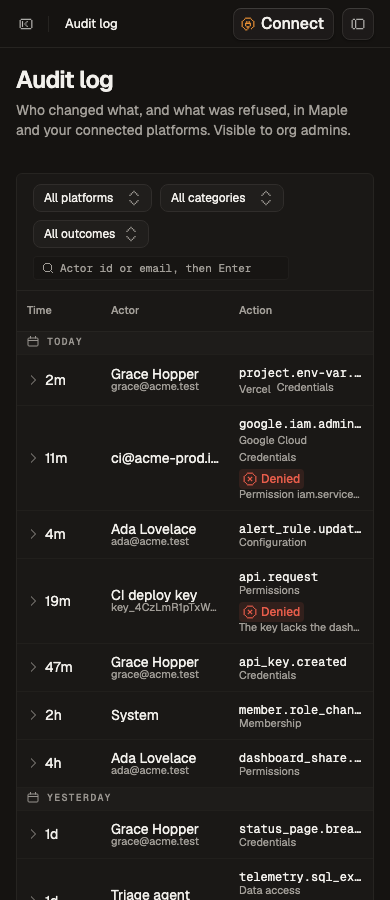 Audit log
Connect
Audit log
Who changed what, and what was refused, in Maple
and your connected platforms. Visible to org admins.
All platforms
All categories
All outcomes
Actor id or email, then Enter
Time Actor Action
TODAY
2m Grace Hopper project.env-var.…
grace@acme.test Vercel Credentials
google.iam.admin…
Google Cloud
11m ci@acme-prod.i… Credentials
Denied
Permission iam.service…
4m Ada Lovelace alert_rule.updat…
ada@acme.test Configuration
api.request
Permissions
19m CI deploy key Denied
key_4CzLmR1pTxW… The key lacks the dash…
47m Grace Hopper api_key.created
grace@acme.test Credentials
2h System member.role_chan…
Membership
4h Ada Lovelace dashboard_share.…
ada@acme.test Permissions
YESTERDAY
1d Grace Hopper status_page.brea…
grace@acme.test Credentials
telemetry.sql_ex…
Data access
1d Triage agent